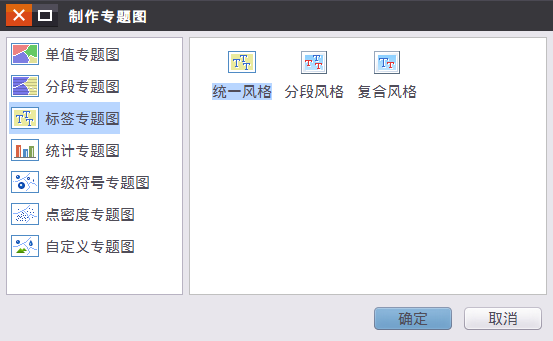 制作专题图
单值专题图
分段专题图
标签专题图
统计专题图
等级符号专题图
点密度专题图
自定义专题图
统一风格 分段风格 复合风格
确定 取消